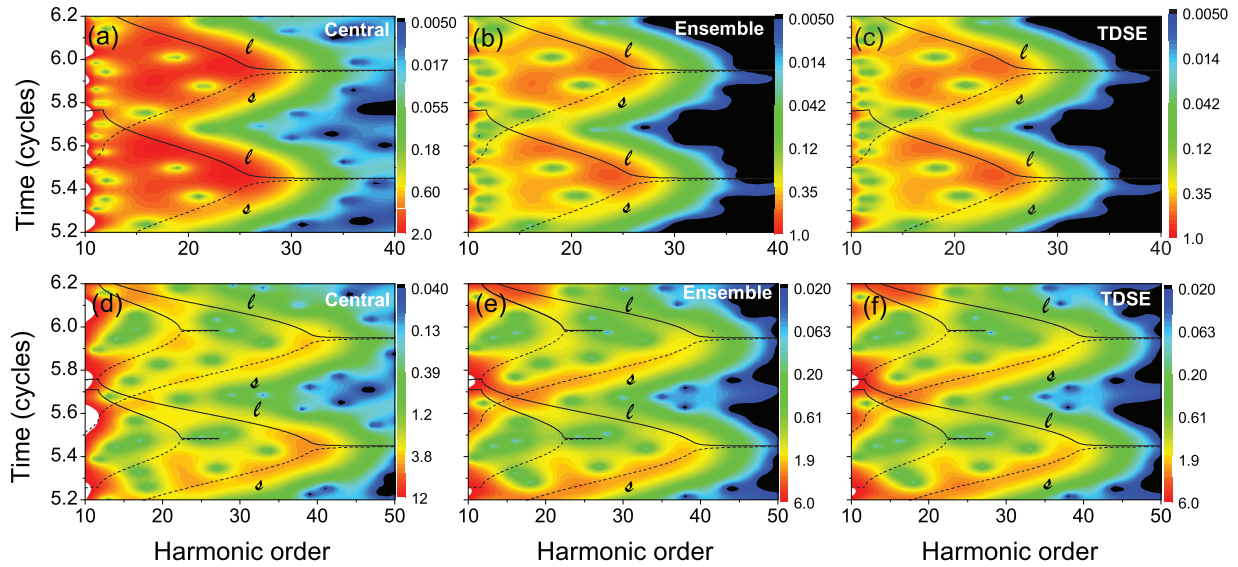 (a) Central
(b) Ensemble
(c) TDSE
6.2
6.0
5.8
5.6
5.4
5.2
Time (cycles)
l
s
l
s
l
s
l
s
l
s
l
s
10 20 30 40
10 20 30 40
10 20 30 40
0.0050
0.017
0.055
0.18
0.60
2.0
0.0050
0.014
0.042
0.12
0.35
1.0
0.0050
0.014
0.042
0.12
0.35
1.0
(d) Central
(e) Ensemble
(f) TDSE
6.2
6.0
5.8
5.6
5.4
5.2
Time (cycles)
l
s
l
s
l
s
l
s
l
s
l
s
10 20 30 40 50
10 20 30 40 50
10 20 30 40 50
0.040
0.13
0.39
1.2
3.8
12
0.020
0.063
0.20
0.61
1.9
6.0
0.020
0.063
0.20
0.61
1.9
6.0
Harmonic order
Harmonic order
Harmonic order